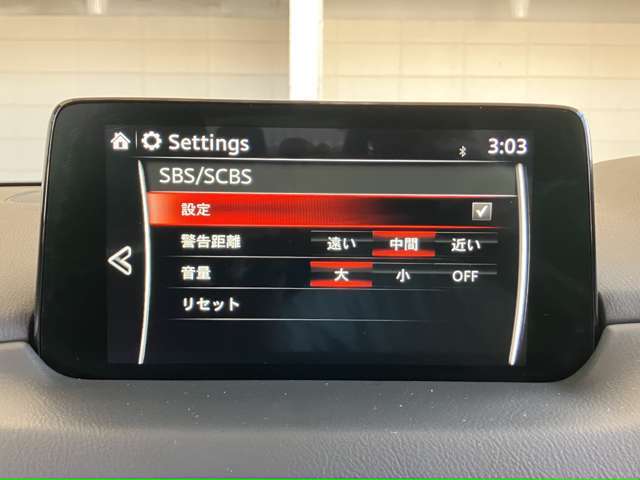 Settings 3:03
SBS/SCBS
設定
警告距離 遠い 中間 近い
音量 大 小 OFF
リセット